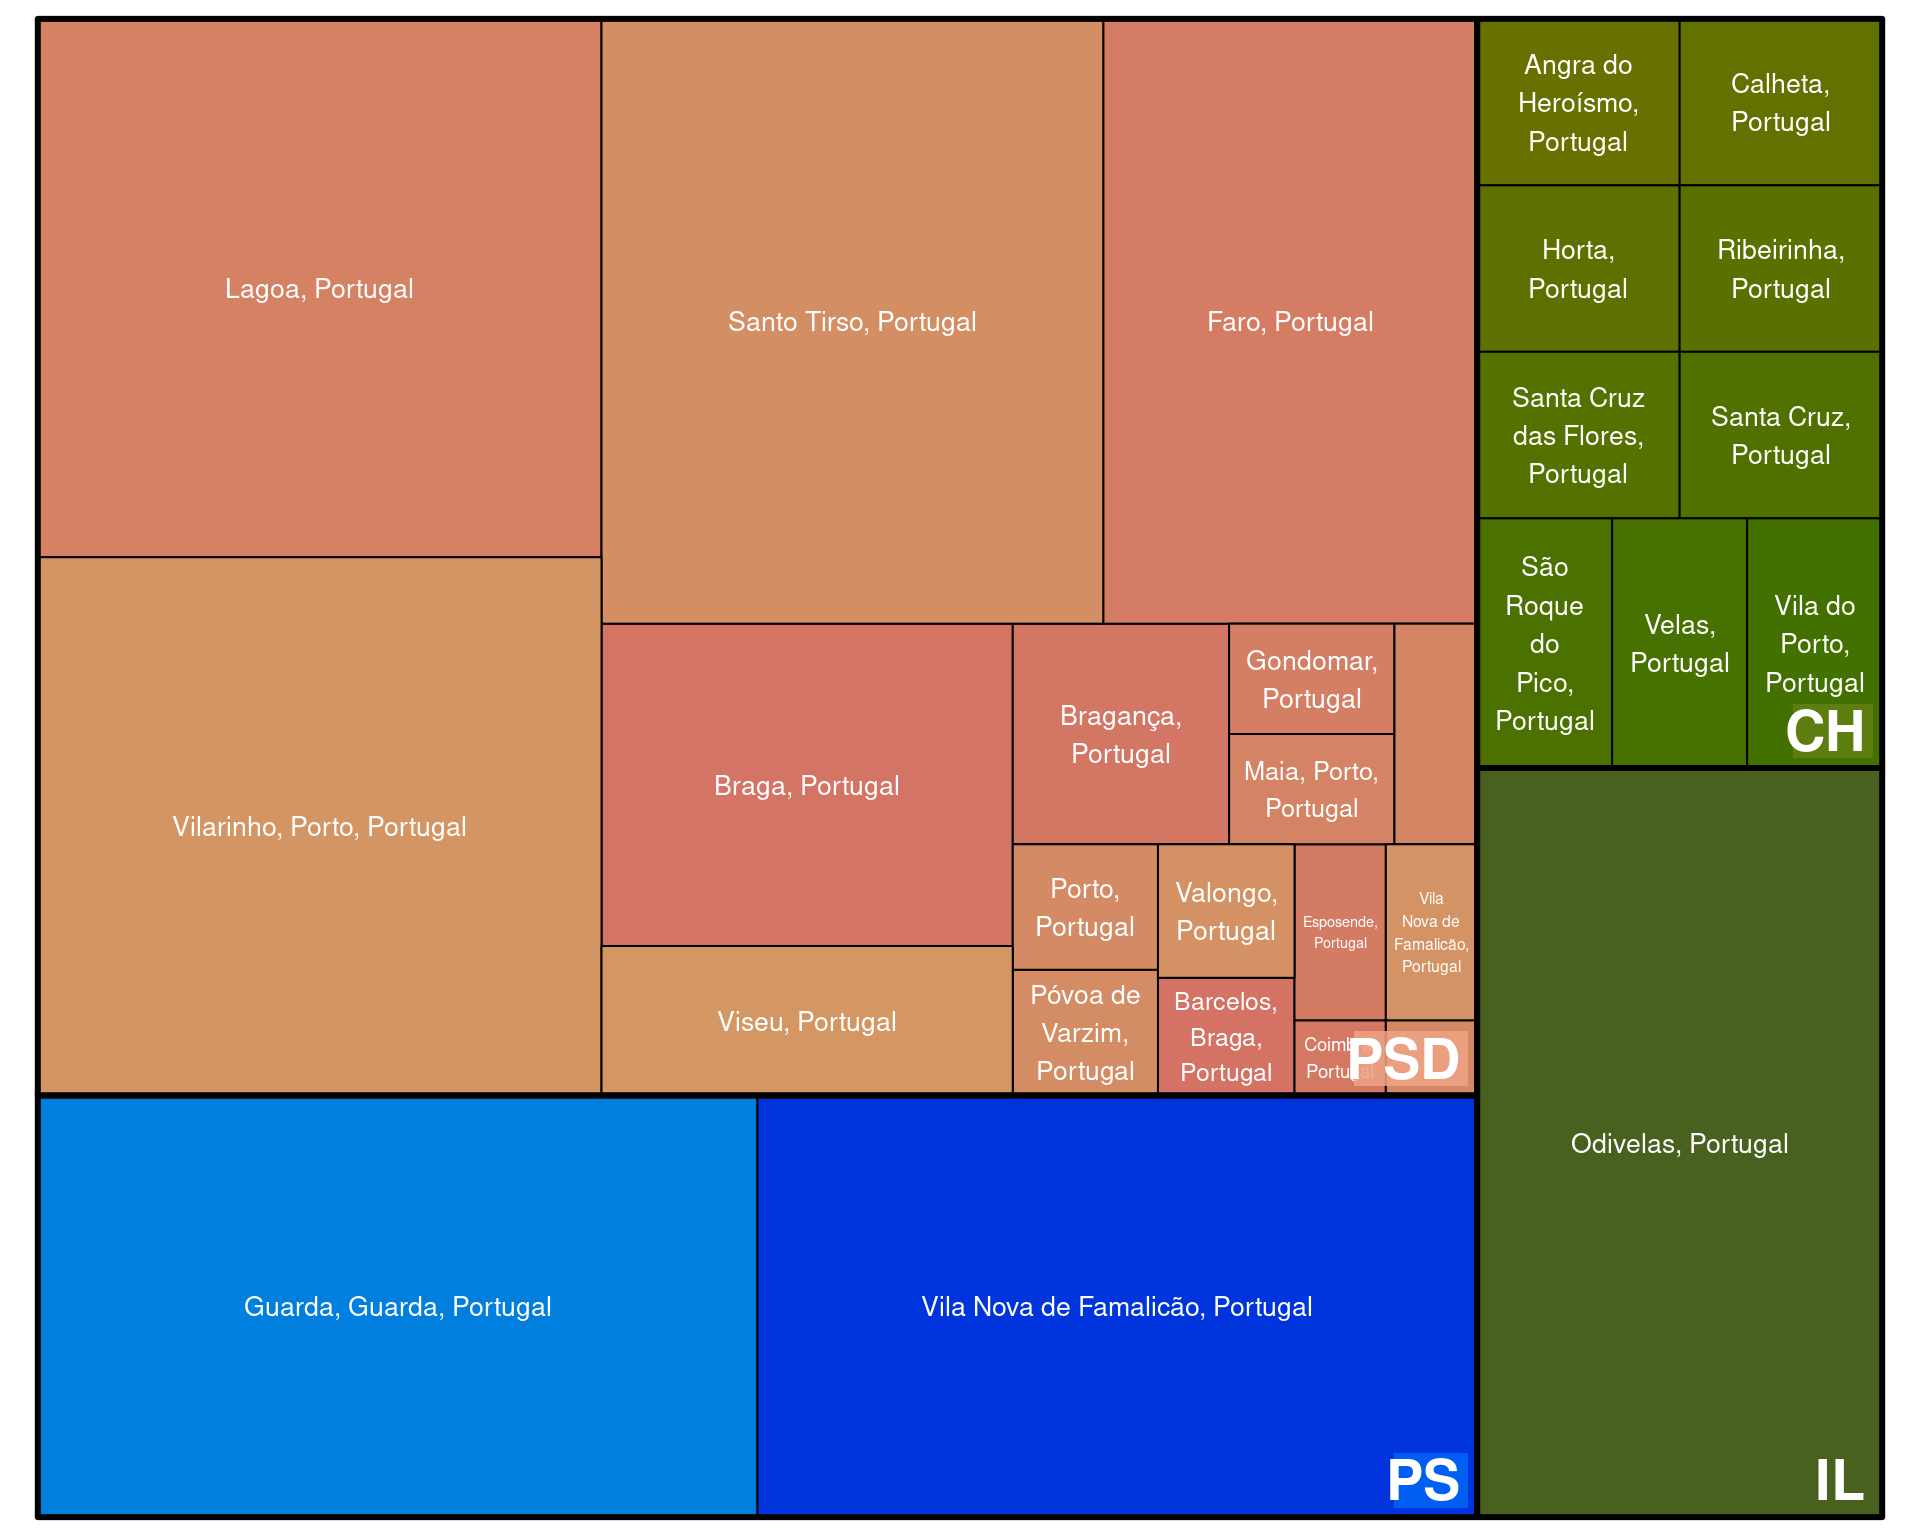 Lagoa, Portugal
Santo Tirso, Portugal
Faro, Portugal
Vilarinho, Porto, Portugal
Braga, Portugal
Viseu, Portugal
Bragança,
Portugal
Gondomar,
Portugal
Maia, Porto,
Portugal
Porto,
Portugal
Póvoa de
Varzim,
Portugal
Valongo,
Portugal
Barcelos,
Braga,
Portugal
Esposende,
Portugal
Vila
Nova de
Famalicão,
Portugal
PSD
Guarda, Guarda, Portugal
Vila Nova de Famalicão, Portugal
PS
Angra do
Heroísmo,
Portugal
Calheta,
Portugal
Horta,
Portugal
Ribeirinha,
Portugal
Santa Cruz
das Flores,
Portugal
Santa Cruz,
Portugal
São
Roque
do
Pico,
Portugal
Velas,
Portugal
Vila do
Porto,
Portugal
CH
Odivelas, Portugal
IL